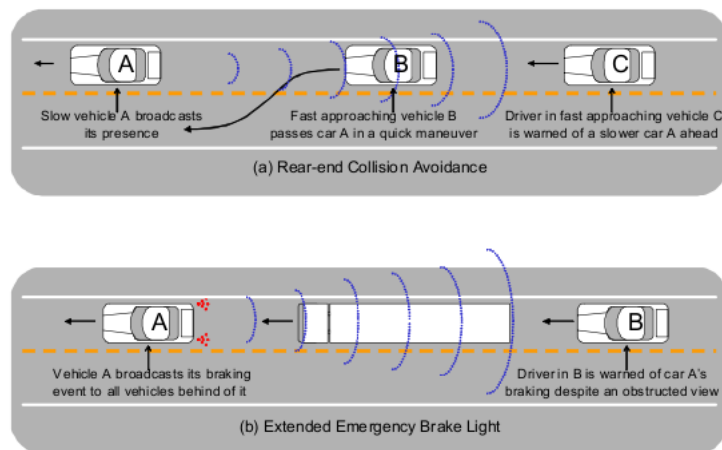 A
B
C
Slow vehicle A broadcasts
its presence
Fast approaching vehicle B
passes car A in a quick maneuver
Driver in fast approaching vehicle C
is warned of a slower car A ahead
(a) Rear-end Collision Avoidance
A
B
Vehicle A broadcasts its braking
event to all vehicles behind of it
Driver in B is warned of car A's
braking despite an obstructed view
(b) Extended Emergency Brake Light